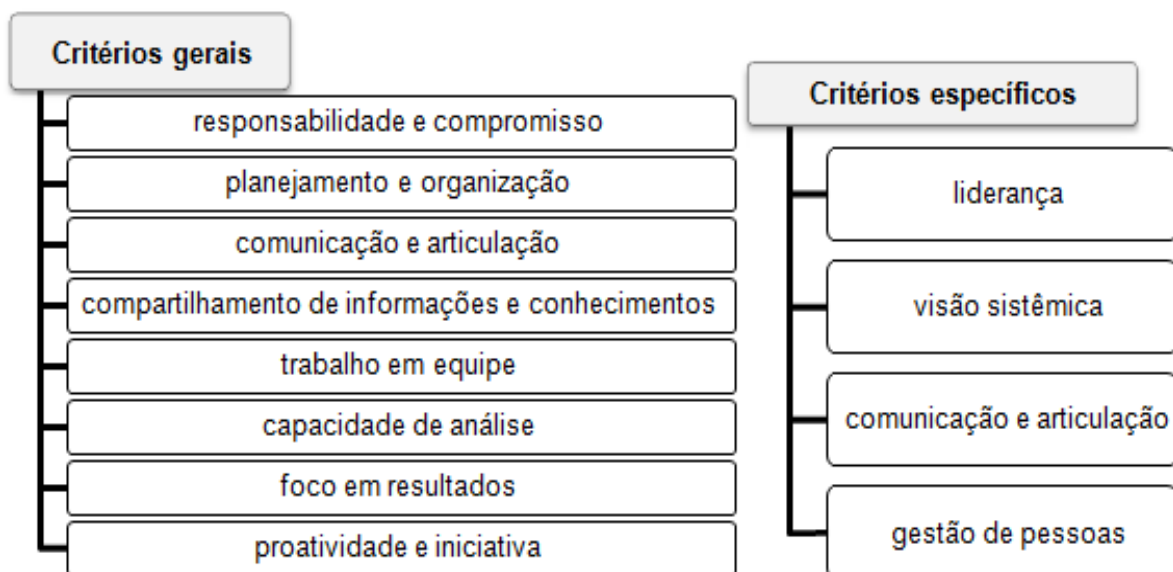 Critérios gerais
responsabilidade e compromisso
planejamento e organização
comunicação e articulação
compartilhamento de informações e conhecimentos
trabalho em equipe
capacidade de análise
foco em resultados
proatividade e iniciativa
Critérios específicos
liderança
visão sistêmica
comunicação e articulação
gestão de pessoas